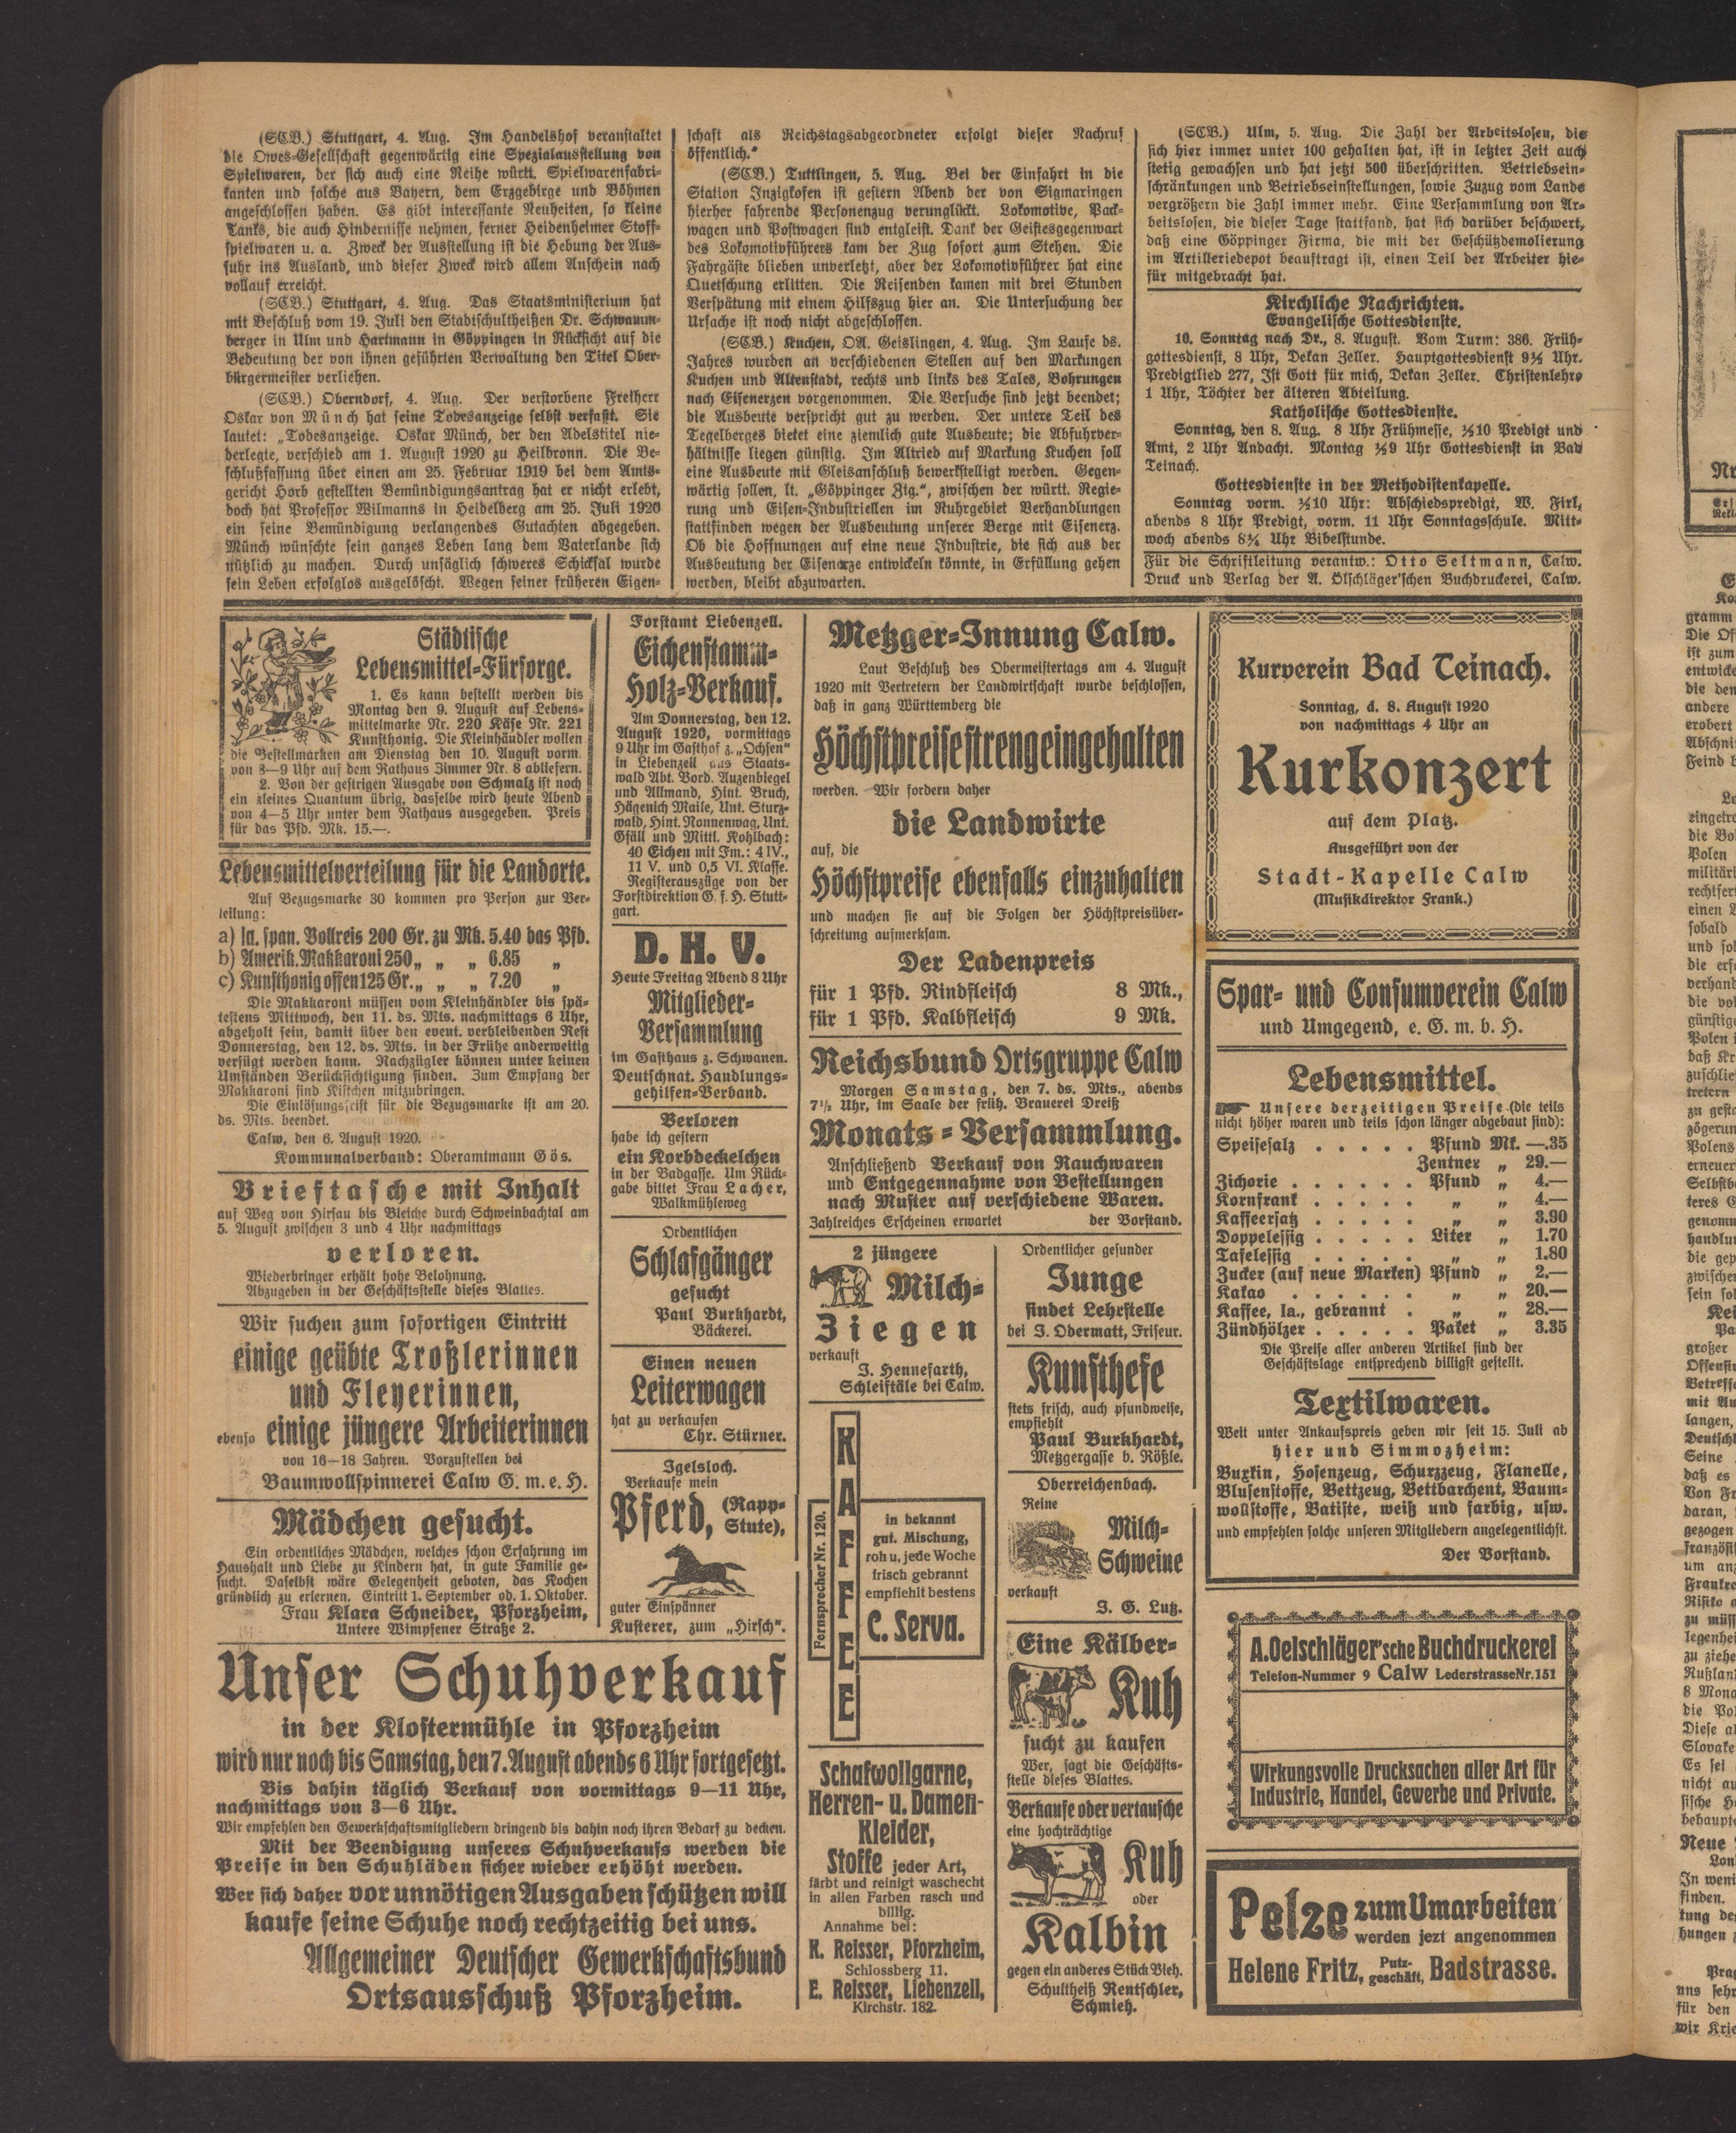 (SCB.) Stuttgart, 4. Aug. Im Handelshof veranstaltet
die Owes-Gesellschaft gegenwärtig eine Spezialausstellung von
Spielwaren, der sich auch eine Reihe württ. Spielwarenfabri-
kanten und solche aus Bayern, dem Erzgebirge und Böhmen
angeschlossen haben. Es gibt interessante Neuheiten, so kleine
Tanks, die auch Hindernisse nehmen, ferner Heidenheimer Stoff-
spielwaren u. a. Zweck der Ausstellung ist die Hebung der Aus-
fuhr ins Ausland, und dieser Zweck wird allem Anschein nach
vollauf erreicht.
(SCB.) Stuttgart, 4. Aug. Das Staatsministerium hat
mit Beschluß vom 19. Juli den Stadtschultheißen Dr. Schwamm-
berger in Ulm und Hartmann in Göppingen in Rücksicht auf die
Bedeutung der von ihnen geführten Verwaltung den Titel Ober-
bürgermeister verliehen.
(SCB.) Oberndorf, 4. Aug. Der verstorbene Freiherr
Oskar von Münch hat seine Todesanzeige selbst verfaßt. Sie
lautet: „Todesanzeige. Oskar Münch, der den Adelstitel nie-
derlegte, verschied am 1. August 1920 zu Heilbronn. Die Be-
schlußfassung über einen am 25. Februar 1919 bei dem Amts-
gericht Horb gestellten Bemündigungsantrag hat er nicht erlebt,
doch hat Professor Wilmanns in Heidelberg am 25. Juli 1920
ein seine Bemündigung verlangendes Gutachten abgegeben.
Münch wünschte sein ganzes Leben lang dem Vaterlande sich
nützlich zu machen. Durch unsäglich schweres Schicksal wurde
sein Leben erfolglos ausgelöscht. Wegen seiner früheren Eigen-
schaft als Reichstagsabgeordneter erfolgt dieser Nachruf
öffentlich.“
(SCB.) Tuttlingen, 5. Aug. Bei der Einfahrt in die
Station Inzigkofen ist gestern Abend der von Sigmaringen
hierher fahrende Personenzug verunglückt. Lokomotive, Pack-
wagen und Postwagen sind entgleist. Dank der Geistesgegenwart
des Lokomotivführers kam der Zug sofort zum Stehen. Die
Fahrgäste blieben unverletzt, aber der Lokomotivführer hat eine
Quetschung erlitten. Die Reisenden kamen mit drei Stunden
Verspätung mit einem Hilfszug hier an. Die Untersuchung der
Ursache ist noch nicht abgeschlossen.
(SCB.) Kuchen, OA. Geislingen, 4. Aug. Im Laufe ds.
Jahres wurden an verschiedenen Stellen auf den Markungen
Kuchen und Altenstadt, rechts und links des Tales, Bohrungen
nach Eisenerzen vorgenommen. Die Versuche sind jetzt beendet;
die Ausbeute verspricht gut zu werden. Der untere Teil des
Tegelberges bietet eine ziemlich gute Ausbeute; die Abfuhrver-
hältnisse liegen günstig. Im Altried auf Markung Kuchen soll
eine Ausbeute mit Gleisanschluß bewerkstelligt werden. Gegen-
wärtig sollen, lt. „Göppinger Ztg.“, zwischen der württ. Regie-
rung und Eisen-Industriellen im Ruhrgebiet Verhandlungen
stattfinden wegen der Ausbeutung unserer Berge mit Eisenerz.
Ob die Hoffnungen auf eine neue Industrie, die sich aus der
Ausbeutung der Eisenerze entwickeln könnte, in Erfüllung gehen
werden, bleibt abzuwarten.
(SCB.) Ulm, 5. Aug. Die Zahl der Arbeitslosen, die
sich hier immer unter 100 gehalten hat, ist in letzter Zeit auch
stetig gewachsen und hat jetzt 500 überschritten. Betriebsein-
schränkungen und Betriebseinstellungen, sowie Zuzug vom Lande
vergrößern die Zahl immer mehr. Eine Versammlung von Ar-
beitslosen, die dieser Tage stattfand, hat sich darüber beschwert,
daß eine Göppinger Firma, die mit der Geschützdemolierung
im Artilleriedepot beauftragt ist, einen Teil der Arbeiter hie-
für mitgebracht hat.
Kirchliche Nachrichten.
Evangelische Gottesdienste.
10. Sonntag nach Dr., 8. August. Vom Turm: 386. Früh-
gottesdienst, 8 Uhr, Dekan Zeller. Hauptgottesdienst 9½ Uhr.
Predigtlied 277, Ist Gott für mich, Dekan Zeller. Christenlehre
1 Uhr, Töchter der älteren Abteilung.
Katholische Gottesdienste.
Sonntag, den 8. Aug. 8 Uhr Frühmesse, ½10 Predigt und
Amt, 2 Uhr Andacht. Montag ½9 Uhr Gottesdienst in Bad
Teinach.
Gottesdienste in der Methodistenkapelle.
Sonntag vorm. ½10 Uhr: Abschiedspredigt, W. Firl,
abends 8 Uhr Predigt, vorm. 11 Uhr Sonntagsschule. Mitt-
woch abends 8¼ Uhr Bibelstunde.
Für die Schriftleitung verantw.: Otto Seltmann, Calw.
Druck und Verlag der A. Ölschläger'schen Buchdruckerei, Calw.
Städtische
Lebensmittel-Fürsorge.
1. Es kann bestellt werden bis
Montag den 9. August auf Lebens-
mittelmarke Nr. 220 Käse Nr. 221
Kunsthonig. Die Kleinhändler wollen
die Bestellmarken am Dienstag den 10. August vorm.
von 8—9 Uhr auf dem Rathaus Zimmer Nr. 8 abliefern.
2. Von der gestrigen Ausgabe von Schmalz ist noch
ein kleines Quantum übrig, dasselbe wird heute Abend
von 4—5 Uhr unter dem Rathaus ausgegeben. Preis
für das Pfd. Mk. 15.—.
Lebensmittelverteilung für die Landorte.
Auf Bezugsmarke 30 kommen pro Person zur Ver-
teilung:
a) Ia. span. Vollreis 200 Gr. zu Mk. 5.40 das Pfd.
b) Amerik. Makkaroni 250 „ „ „ 6.85 „
c) Kunsthonig offen 125 Gr. „ „ „ 7.20 „
Die Makkaroni müssen vom Kleinhändler bis spä-
testens Mittwoch, den 11. ds. Mts. nachmittags 6 Uhr,
abgeholt sein, damit über den event. verbleibenden Rest
Donnerstag, den 12. ds. Mts. in der Frühe anderweitig
verfügt werden kann. Nachzügler können unter keinen
Umständen Berücksichtigung finden. Zum Empfang der
Makkaroni sind Kistchen mitzubringen.
Die Einlösungsfrist für die Bezugsmarke ist am 20.
ds. Mts. beendet.
Calw, den 6. August 1920.
Kommunalverband: Oberamtmann Gös.
Brieftasche mit Inhalt
auf Weg von Hirsau bis Bleiche durch Schweinbachtal am
5. August zwischen 3 und 4 Uhr nachmittags
verloren.
Wiederbringer erhält hohe Belohnung.
Abzugeben in der Geschäftsstelle dieses Blattes.
Wir suchen zum sofortigen Eintritt
einige geübte Troßlerinnen
und Fleyerinnen,
ebenso einige jüngere Arbeiterinnen
von 16—18 Jahren. Vorzustellen bei
Baumwollspinnerei Calw G. m. e. H.
Mädchen gesucht.
Ein ordentliches Mädchen, welches schon Erfahrung im
Haushalt und Liebe zu Kindern hat, in gute Familie ge-
sucht. Daselbst wäre Gelegenheit geboten, das Kochen
gründlich zu erlernen. Eintritt 1. September od. 1. Oktober.
Frau Klara Schneider, Pforzheim,
Untere Wimpfener Straße 2.
Forstamt Liebenzell.
Eichenstamm-
Holz-Verkauf.
Am Donnerstag, den 12.
August 1920, vormittags
9 Uhr im Gasthof z. „Ochsen“
in Liebenzell aus Staats-
wald Abt. Vord. Auzenbiegel
und Allmand, Hint. Bruch,
Hägenich Maile, Unt. Sturz-
wald, Hint. Nonnenwag, Unt.
Gfäll und Mittl. Kohlbach:
40 Eichen mit Fm.: 4 IV.,
11 V. und 0,5 VI. Klasse.
Registerauszüge von der
Forstdirektion G. f. H. Stutt-
gart.
D. H. V.
Heute Freitag Abend 8 Uhr
Mitglieder-
Versammlung
im Gasthaus z. Schwanen.
Deutschnat. Handlungs-
gehilfen-Verband.
Verloren
habe ich gestern
ein Korbdeckelchen
in der Badgasse. Um Rück-
gabe bittet Frau Lacher,
Walkmühleweg
Ordentlichen
Schlafgänger
gesucht
Paul Burkhardt,
Bäckerei.
Einen neuen
Leiterwagen
hat zu verkaufen
Chr. Stürner.
Igelsloch.
Verkaufe mein
Pferd, (Rapp-
Stute),
guter Einspänner
Kusterer, zum „Hirsch“.
Unser Schuhverkauf
in der Klostermühle in Pforzheim
wird nur noch bis Samstag, den 7. August abends 6 Uhr fortgesetzt.
Bis dahin täglich Verkauf von vormittags 9—11 Uhr,
nachmittags von 3—6 Uhr.
Wir empfehlen den Gewerkschaftsmitgliedern dringend bis dahin noch ihren Bedarf zu decken.
Mit der Beendigung unseres Schuhverkaufs werden die
Preise in den Schuhläden sicher wieder erhöht werden.
Wer sich daher vor unnötigen Ausgaben schützen will
kaufe seine Schuhe noch rechtzeitig bei uns.
Allgemeiner Deutscher Gewerkschaftsbund
Ortsausschuß Pforzheim.
Metzger-Innung Calw.
Laut Beschluß des Obermeistertags am 4. August
1920 mit Vertretern der Landwirtschaft wurde beschlossen,
daß in ganz Württemberg die
Höchstpreise streng eingehalten
werden. Wir fordern daher
die Landwirte
auf, die
Höchstpreise ebenfalls einzuhalten
und machen sie auf die Folgen der Höchstpreisüber-
schreitung aufmerksam.
Der Ladenpreis
für 1 Pfd. Rindfleisch 8 Mk.,
für 1 Pfd. Kalbfleisch 9 Mk.
Reichsbund Ortsgruppe Calw
Morgen Samstag, den 7. ds. Mts., abends
7½ Uhr, im Saale der früh. Brauerei Dreiß
Monats-Versammlung.
Anschließend Verkauf von Rauchwaren
und Entgegennahme von Bestellungen
nach Muster auf verschiedene Waren.
Zahlreiches Erscheinen erwartet der Vorstand.
2 jüngere
Milch-
Ziegen
verkauft
J. Hennefarth,
Schleiftäle bei Calw.
KAFFEE
Fernsprecher Nr. 120.
in bekannt
gut. Mischung,
roh u. jede Woche
frisch gebrannt
empfiehlt bestens
C. Serva.
Schafwollgarne,
Herren- u. Damen-
Kleider,
Stoffe jeder Art,
färbt und reinigt waschecht
in allen Farben rasch und
billig.
Annahme bei:
K. Reisser, Pforzheim,
Schlossberg 11.
E. Reisser, Liebenzell,
Kirchstr. 182.
Ordentlicher gesunder
Junge
findet Lehrstelle
bei J. Obermatt, Friseur.
Kunsthefe
stets frisch, auch pfundweise,
empfiehlt
Paul Burkhardt,
Metzgergasse b. Rößle.
Oberreichenbach.
Reine
Milch-
Schweine
verkauft
J. G. Lutz.
Eine Kälber-
Kuh
sucht zu kaufen
Wer, sagt die Geschäfts-
stelle dieses Blattes.
Verkaufe oder vertausche
eine hochträchtige
Kuh
oder
Kalbin
gegen ein anderes Stück Vieh.
Schultheiß Rentschler,
Schmieh.
Kurverein Bad Teinach.
Sonntag, d. 8. August 1920
von nachmittags 4 Uhr an
Kurkonzert
auf dem Platz.
Ausgeführt von der
Stadt-Kapelle Calw
(Musikdirektor Frank.)
Spar- und Consumverein Calw
und Umgegend, e. G. m. b. H.
Lebensmittel.
Unsere derzeitigen Preise (die teils
nicht höher waren und teils schon länger abgebaut sind):
Speisesalz . . . . . Pfund Mk. —.35
Zentner „ 29.—
Zichorie . . . . . . Pfund „ 4.—
Kornfrank . . . . . „ „ 4.—
Kaffeersatz . . . . . „ „ 3.90
Doppelessig . . . . . Liter „ 1.70
Tafelessig . . . . . „ „ 1.80
Zucker (auf neue Marken) Pfund „ 2.—
Kakao . . . . . . „ „ 20.—
Kaffee, Ia., gebrannt . „ „ 28.—
Zündhölzer . . . . . Paket „ 3.35
Die Preise aller anderen Artikel sind der
Geschäftslage entsprechend billigst gestellt.
Textilwaren.
Weit unter Ankaufspreis geben wir seit 15. Juli ab
hier und Simmozheim:
Buxkin, Hosenzeug, Schurzzeug, Flanelle,
Blusenstoffe, Bettzeug, Bettbarchent, Baum-
wollstoffe, Batiste, weiß und farbig, usw.
und empfehlen solche unseren Mitgliedern angelegentlichst.
Der Vorstand.
A. Oelschläger'sche Buchdruckerei
Telefon-Nummer 9 Calw Lederstrasse Nr. 151
Wirkungsvolle Drucksachen aller Art für
Industrie, Handel, Gewerbe und Private.
Pelze zum Umarbeiten
werden jezt angenommen
Helene Fritz, Putz-
geschäft, Badstrasse.